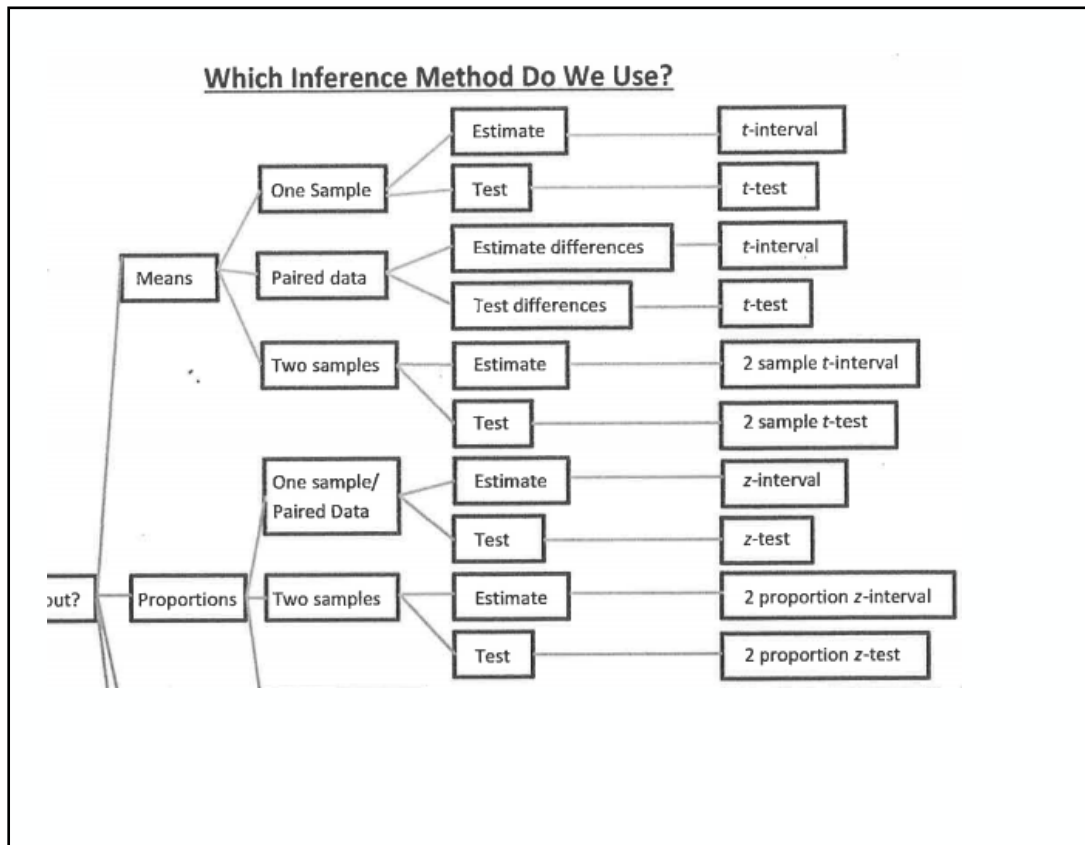 Which Inference Method Do We Use?
Estimate
t-interval
One Sample
Test
t-test
Means
Paired data
Estimate differences
t-interval
Test differences
t-test
Two samples
Estimate
2 sample t-interval
Test
2 sample t-test
One sample/
Paired Data
Estimate
z-interval
Test
z-test
out?
Proportions
Two samples
Estimate
2 proportion z-interval
Test
2 proportion z-test